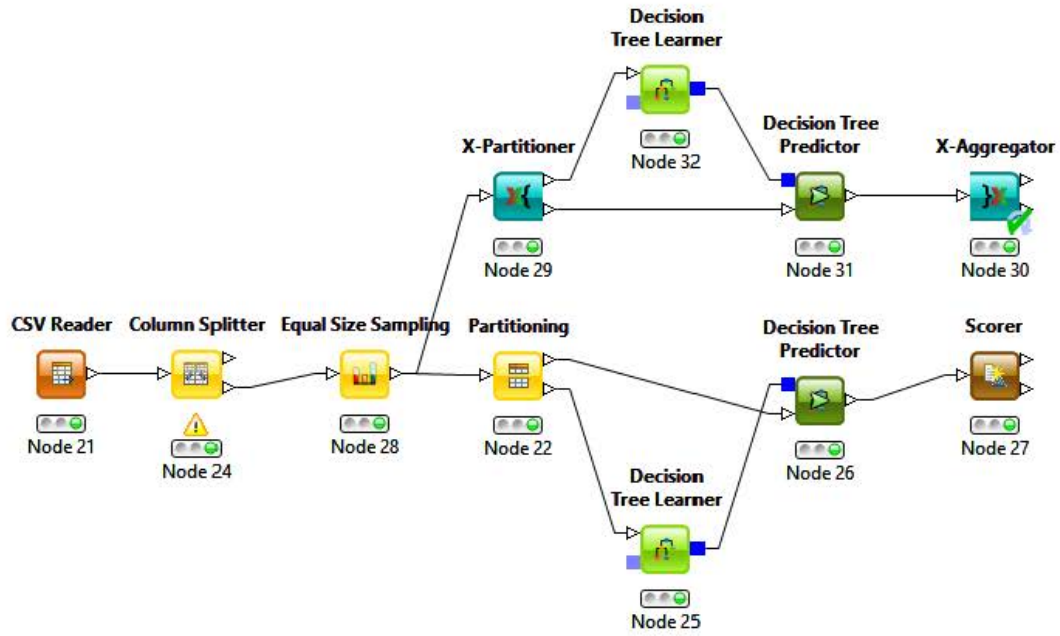 Decision
Tree Learner
Node 32
X-Partitioner
Node 29
Decision Tree
Predictor
Node 31
X-Aggregator
Node 30
CSV Reader
Node 21
Column Splitter
Node 24
Equal Size Sampling
Node 28
Partitioning
Node 22
Decision Tree
Predictor
Node 26
Scorer
Node 27
Decision
Tree Learner
Node 25